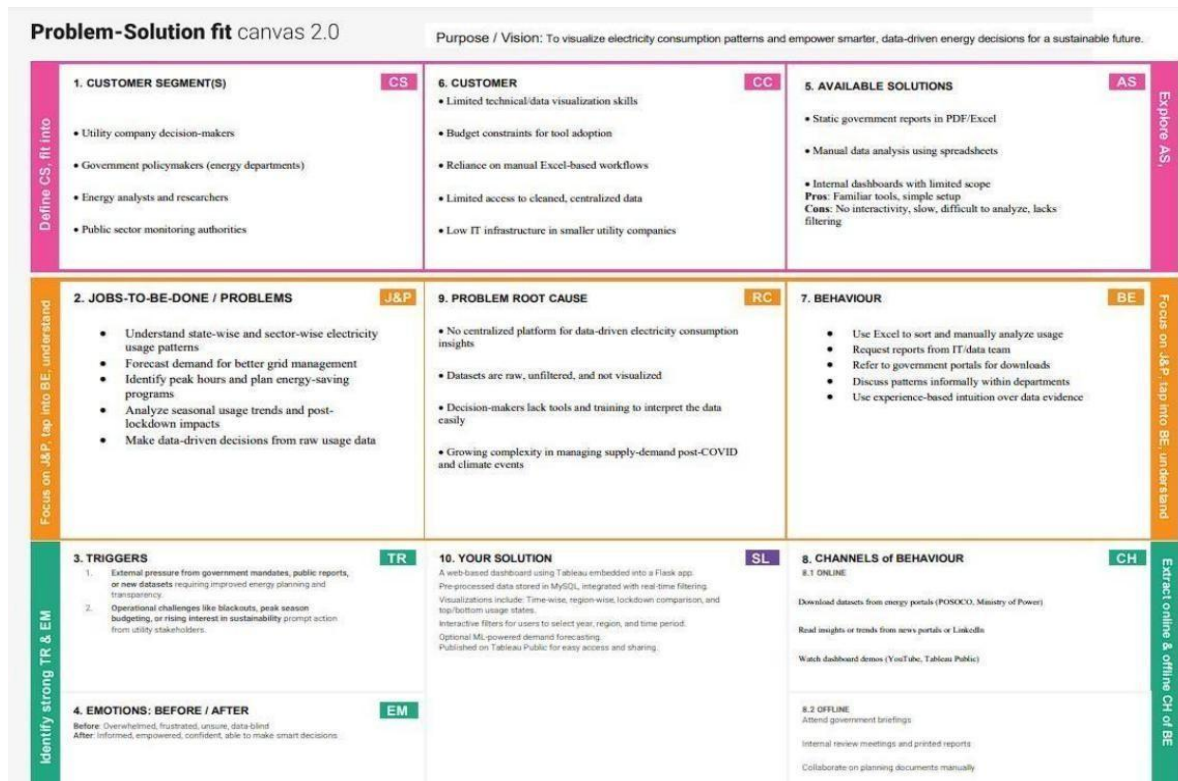 Problem-Solution fit canvas 2.0
Purpose / Vision: To visualize electricity consumption patterns and empower smarter, data-driven energy decisions for a sustainable future.
Define CS, fit into
1. CUSTOMER SEGMENT(S)
CS
• Utility company decision-makers
• Government policymakers (energy departments)
• Energy analysts and researchers
• Public sector monitoring authorities
6. CUSTOMER
CC
• Limited technical/data visualization skills
• Budget constraints for tool adoption
• Reliance on manual Excel-based workflows
• Limited access to cleaned, centralized data
• Low IT infrastructure in smaller utility companies
5. AVAILABLE SOLUTIONS
AS
• Static government reports in PDF/Excel
• Manual data analysis using spreadsheets
• Internal dashboards with limited scope
Pros: Familiar tools, simple setup
Cons: No interactivity, slow, difficult to analyze, lacks
filtering
Explore AS,
Focus on J&P, tap into BE, understand
2. JOBS-TO-BE-DONE / PROBLEMS
J&P
• Understand state-wise and sector-wise electricity
usage patterns
• Forecast demand for better grid management
• Identify peak hours and plan energy-saving
programs
• Analyze seasonal usage trends and post-
lockdown impacts
• Make data-driven decisions from raw usage data
9. PROBLEM ROOT CAUSE
RC
• No centralized platform for data-driven electricity consumption
insights
• Datasets are raw, unfiltered, and not visualized
• Decision-makers lack tools and training to interpret the data
easily
• Growing complexity in managing supply-demand post-COVID
and climate events
7. BEHAVIOUR
BE
• Use Excel to sort and manually analyze usage
• Request reports from IT/data team
• Refer to government portals for downloads
• Discuss patterns informally within departments
• Use experience-based intuition over data evidence
Focus on J&P, tap into BE, understand
Identify strong TR & EM
3. TRIGGERS
TR
1. External pressure from government mandates, public reports,
or new datasets requiring improved energy planning and
transparency.
2. Operational challenges like blackouts, peak season
budgeting, or rising interest in sustainability prompt action
from utility stakeholders.
4. EMOTIONS: BEFORE / AFTER
EM
Before: Overwhelmed, frustrated, unsure, data-blind
After: Informed, empowered, confident, able to make smart decisions
10. YOUR SOLUTION
SL
A web-based dashboard using Tableau embedded into a Flask app.
Pre-processed data stored in MySQL, integrated with real-time filtering.
Visualizations include: Time-wise, region-wise, lockdown comparison, and
top/bottom usage states.
Interactive filters for users to select year, region, and time period.
Optional ML-powered demand forecasting.
Published on Tableau Public for easy access and sharing.
8. CHANNELS of BEHAVIOUR
CH
8.1 ONLINE
Download datasets from energy portals (POSOCO, Ministry of Power)
Read insights or trends from news portals or LinkedIn
Watch dashboard demos (YouTube, Tableau Public)
8.2 OFFLINE
Attend government briefings
Internal review meetings and printed reports
Collaborate on planning documents manually
Extract online & offline CH of BE